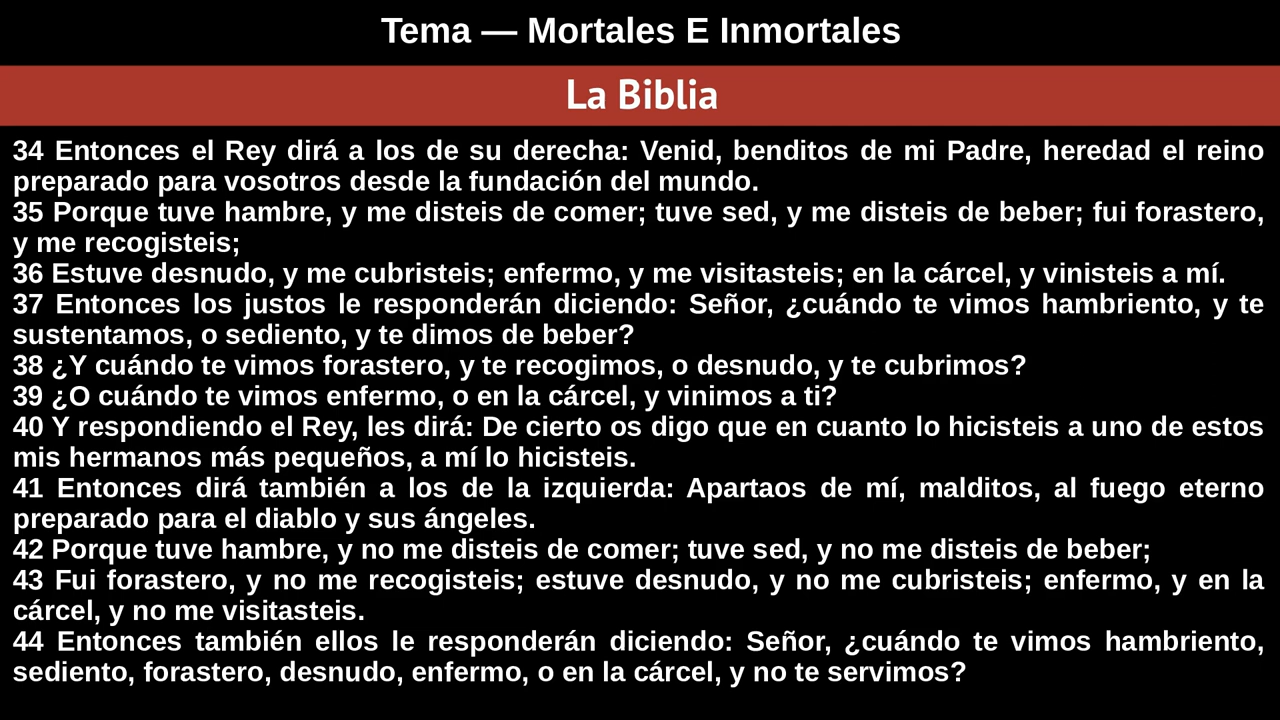 Tema — Mortales E Inmortales
La Biblia
34 Entonces el Rey dirá a los de su derecha: Venid, benditos de mi Padre, heredad el reino
preparado para vosotros desde la fundación del mundo.
35 Porque tuve hambre, y me disteis de comer; tuve sed, y me disteis de beber; fui forastero,
y me recogisteis;
36 Estuve desnudo, y me cubristeis; enfermo, y me visitasteis; en la cárcel, y vinisteis a mí.
37 Entonces los justos le responderán diciendo: Señor, ¿cuándo te vimos hambriento, y te
sustentamos, o sediento, y te dimos de beber?
38 ¿Y cuándo te vimos forastero, y te recogimos, o desnudo, y te cubrimos?
39 ¿O cuándo te vimos enfermo, o en la cárcel, y vinimos a ti?
40 Y respondiendo el Rey, les dirá: De cierto os digo que en cuanto lo hicisteis a uno de estos
mis hermanos más pequeños, a mí lo hicisteis.
41 Entonces dirá también a los de la izquierda: Apartaos de mí, malditos, al fuego eterno
preparado para el diablo y sus ángeles.
42 Porque tuve hambre, y no me disteis de comer; tuve sed, y no me disteis de beber;
43 Fui forastero, y no me recogisteis; estuve desnudo, y no me cubristeis; enfermo, y en la
cárcel, y no me visitasteis.
44 Entonces también ellos le responderán diciendo: Señor, ¿cuándo te vimos hambriento,
sediento, forastero, desnudo, enfermo, o en la cárcel, y no te servimos?